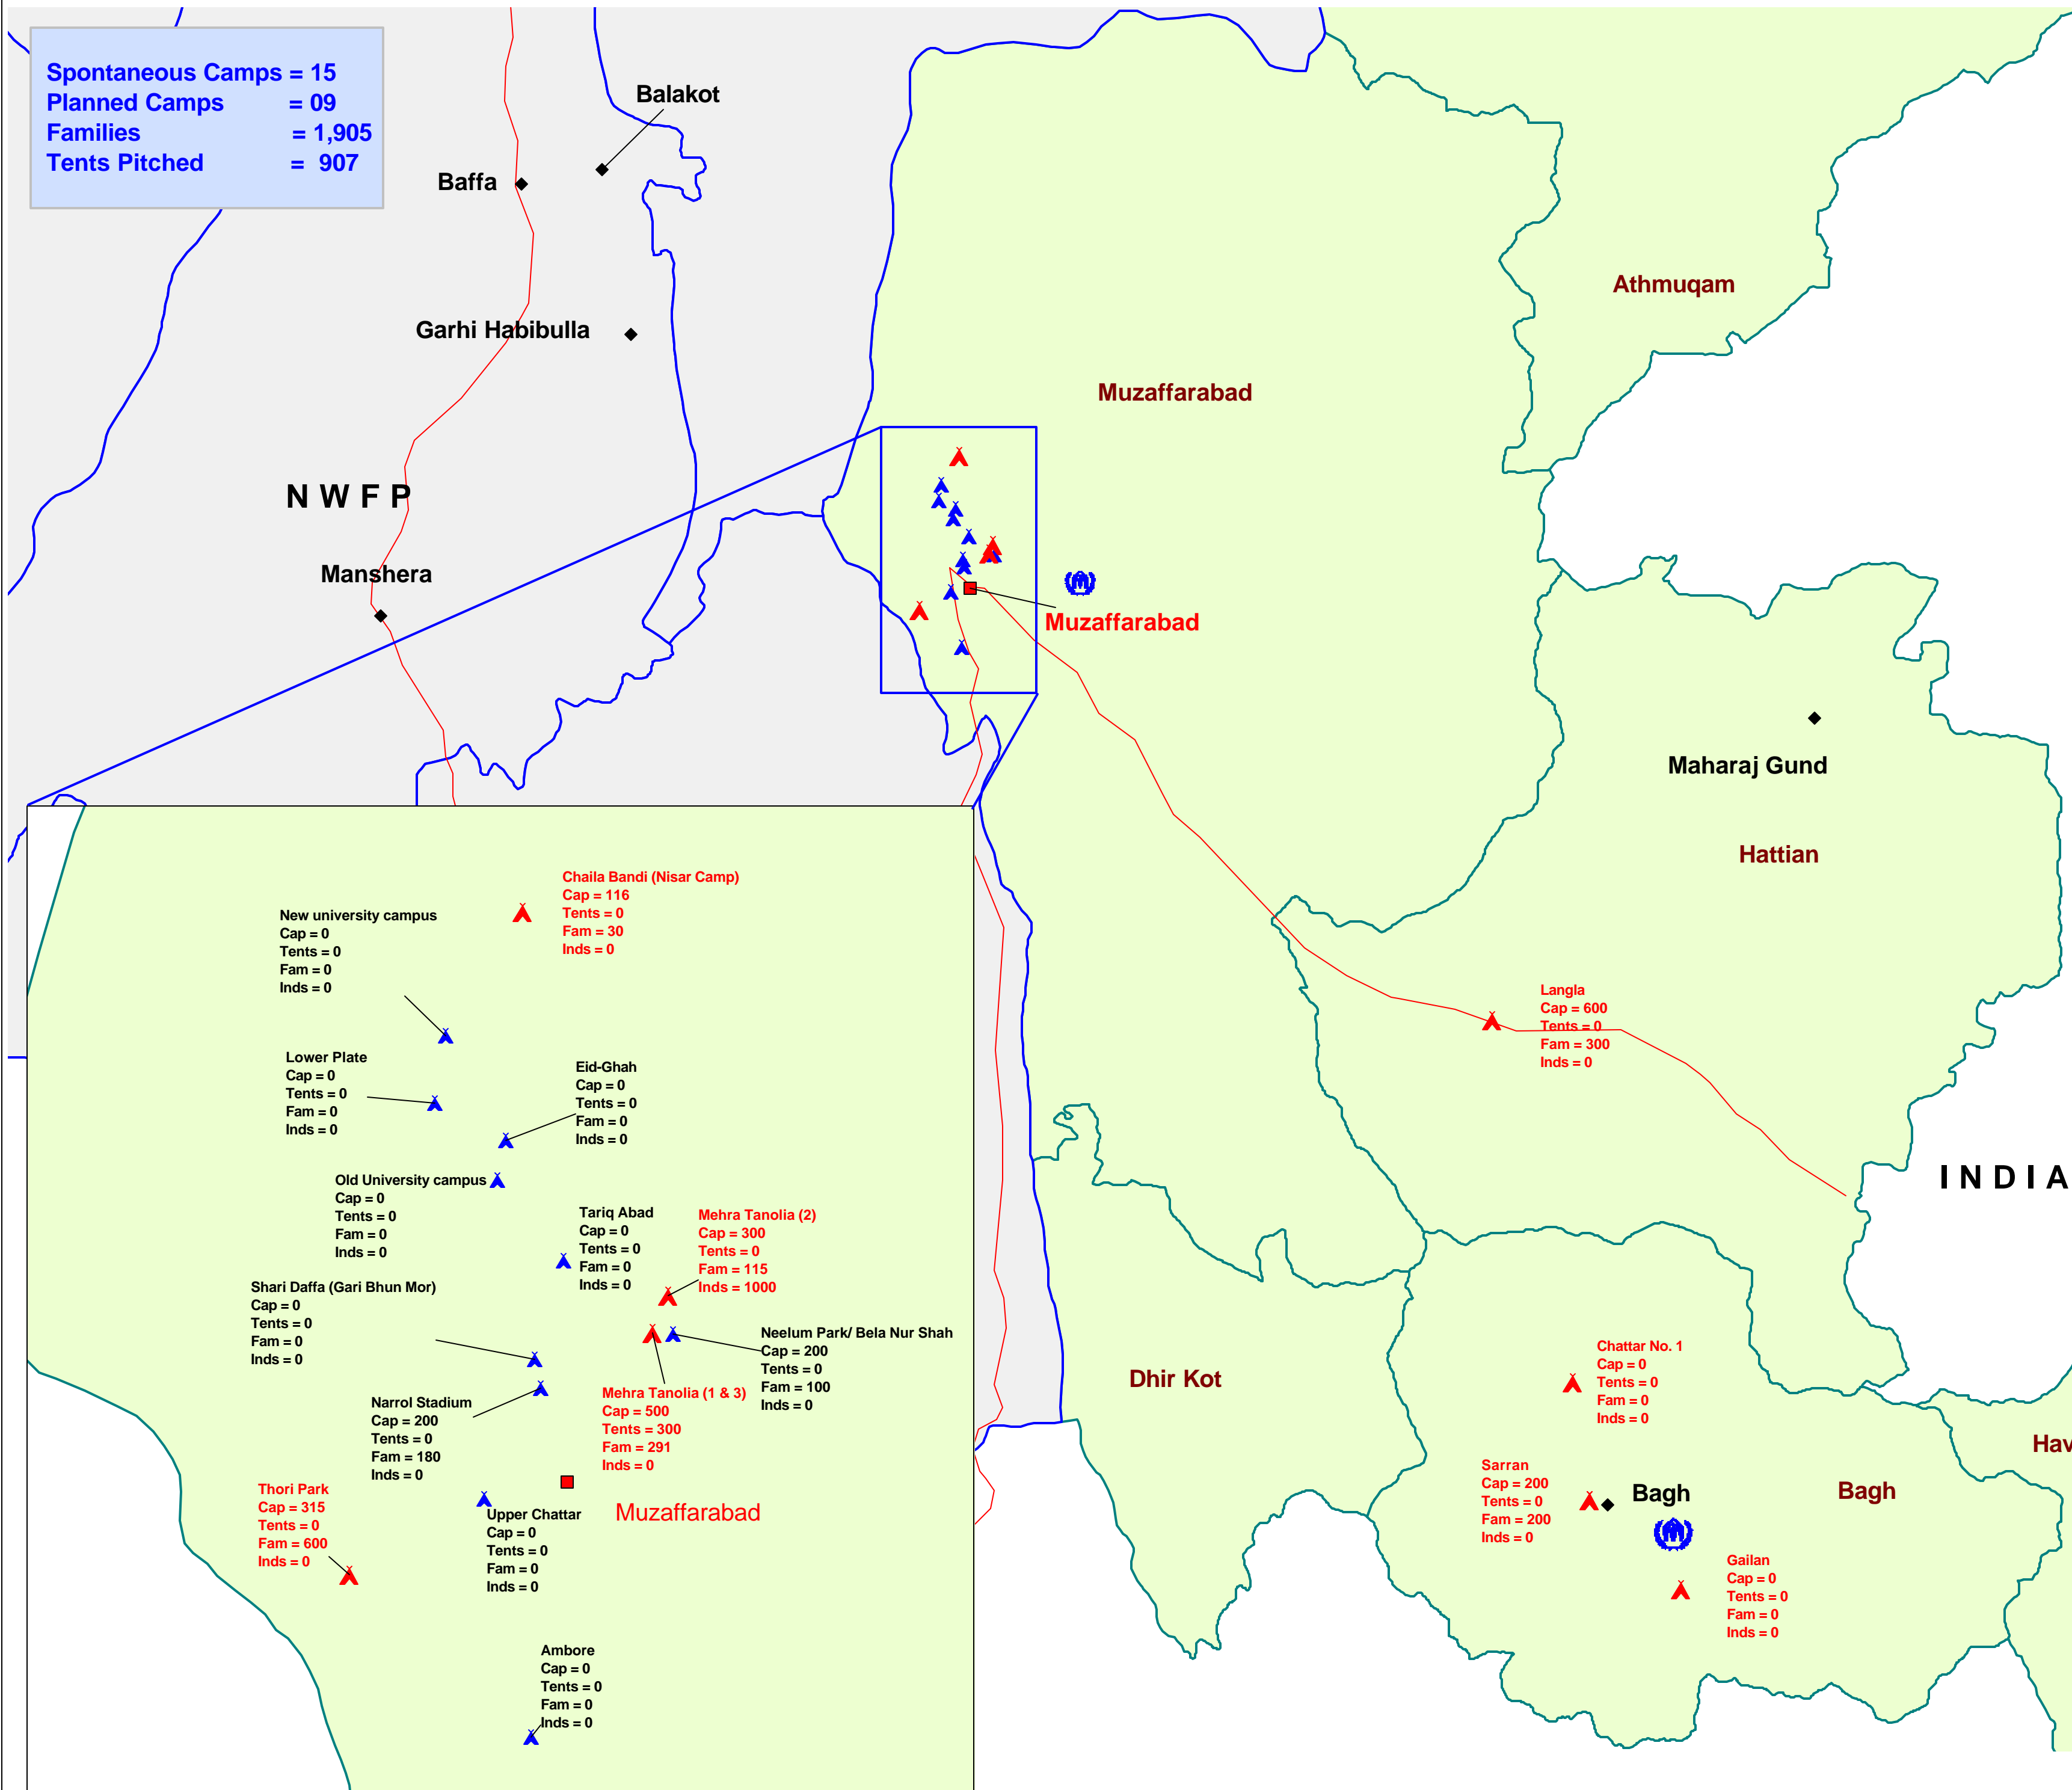 Spontaneous Camps = 15
Planned Camps = 09
Families = 1,905
Tents Pitched = 907
Balakot
Baffa
Garhi Habibulla
N W F P
Manshera
Athmuqam
Muzaffarabad
Muzaffarabad
Maharaj Gund
Hattian
I N D I A
Langla
Cap = 600
Tents = 0
Fam = 300
Inds = 0
Chaila Bandi (Nisar Camp)
Cap = 116
Tents = 0
Fam = 30
Inds = 0
New university campus
Cap = 0
Tents = 0
Fam = 0
Inds = 0
Lower Plate
Cap = 0
Tents = 0
Fam = 0
Inds = 0
Eid-Ghah
Cap = 0
Tents = 0
Fam = 0
Inds = 0
Old University campus
Cap = 0
Tents = 0
Fam = 0
Inds = 0
Tariq Abad
Cap = 0
Tents = 0
Fam = 0
Inds = 0
Mehra Tanolia (2)
Cap = 300
Tents = 0
Fam = 115
Inds = 1000
Shari Daffa (Gari Bhun Mor)
Cap = 0
Tents = 0
Fam = 0
Inds = 0
Neelum Park/ Bela Nur Shah
Cap = 200
Tents = 0
Fam = 100
Inds = 0
Narrol Stadium
Cap = 200
Tents = 0
Fam = 180
Inds = 0
Mehra Tanolia (1 & 3)
Cap = 500
Tents = 300
Fam = 291
Inds = 0
Thori Park
Cap = 315
Tents = 0
Fam = 600
Inds = 0
Muzaffarabad
Upper Chattar
Cap = 0
Tents = 0
Fam = 0
Inds = 0
Ambore
Cap = 0
Tents = 0
Fam = 0
Inds = 0
Dhir Kot
Chattar No. 1
Cap = 0
Tents = 0
Fam = 0
Inds = 0
Hav
Sarran
Cap = 200
Tents = 0
Fam = 200
Inds = 0
Bagh
Bagh
Gailan
Cap = 0
Tents = 0
Fam = 0
Inds = 0